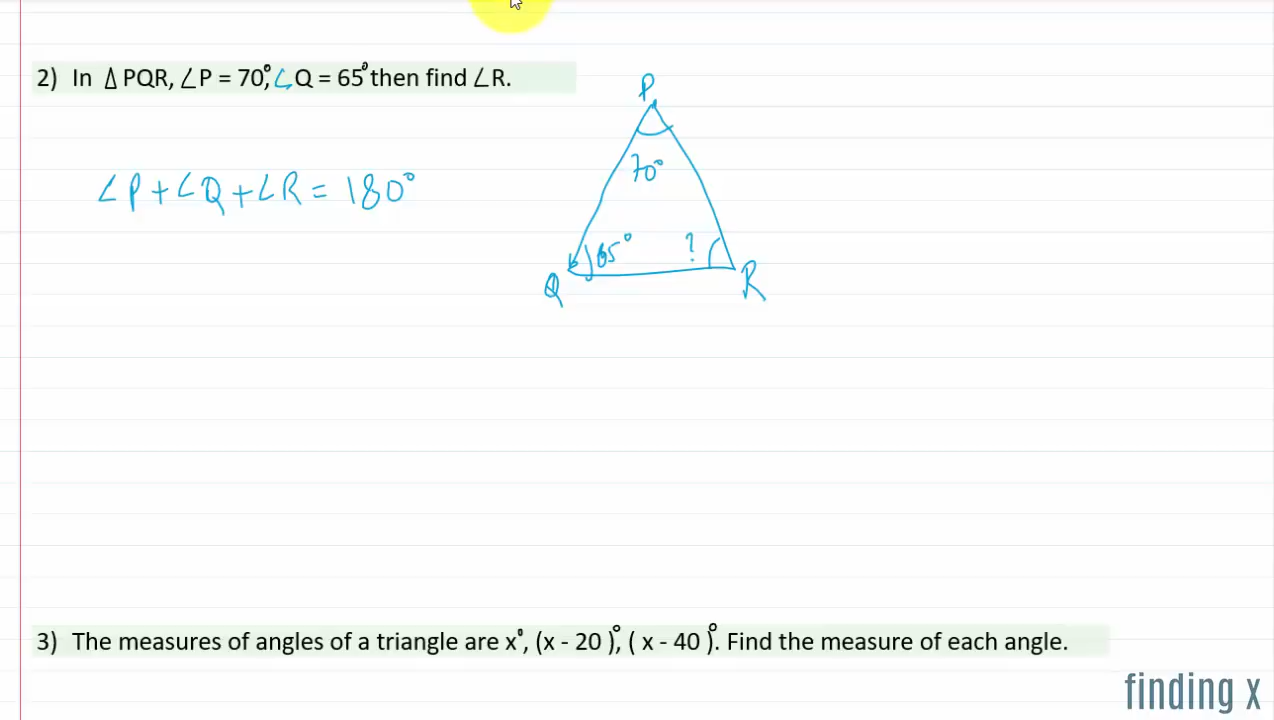 2) In Δ PQR, ∠P = 70°, ∠Q = 65° then find ∠R.
P
∠P + ∠Q + ∠R = 180°
70°
65° ?
Q R
3) The measures of angles of a triangle are x°, (x - 20 )°, ( x - 40 )°. Find the measure of each angle.
finding x